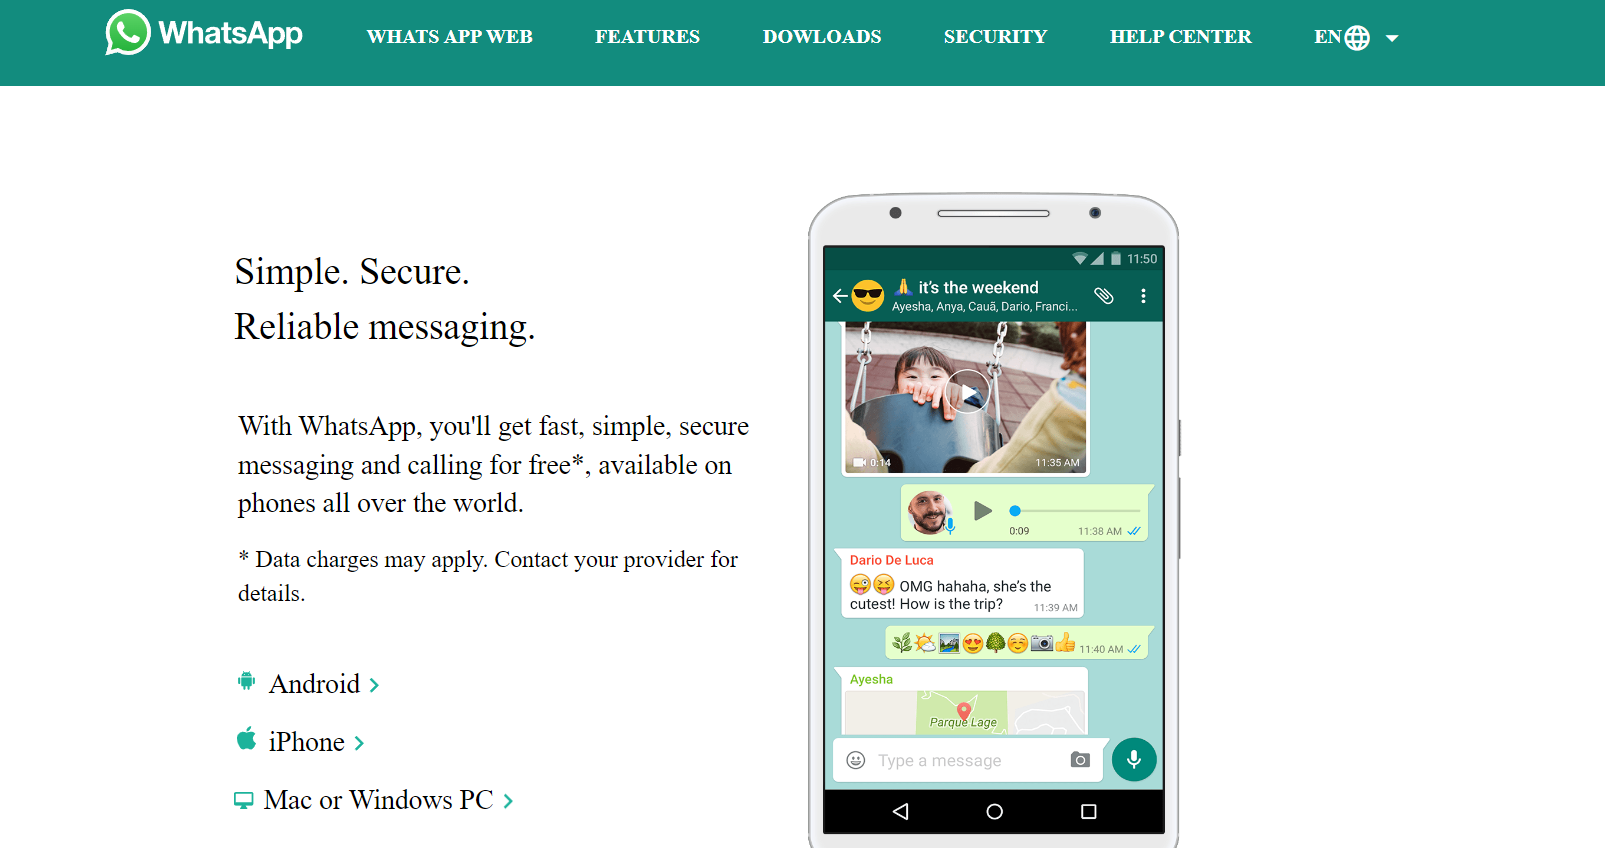 WhatsApp
WHATS APP WEB
FEATURES
DOWLOADS
SECURITY
HELP CENTER
EN
Simple. Secure.
Reliable messaging.
With WhatsApp, you'll get fast, simple, secure
messaging and calling for free*, available on
phones all over the world.
* Data charges may apply. Contact your provider for
details.
Android
iPhone
Mac or Windows PC
11:50
🙏 it's the weekend
Ayesha, Anya, Cauã, Dario, Franci...
0:14
11:35 AM
0:09
11:38 AM
Dario De Luca
😜😝 OMG hahaha, she's the
cutest! How is the trip?
11:39 AM
🌿🌤🏞😍🌳☺📷👍 11:40 AM
Ayesha
Parque Lage
Type a message